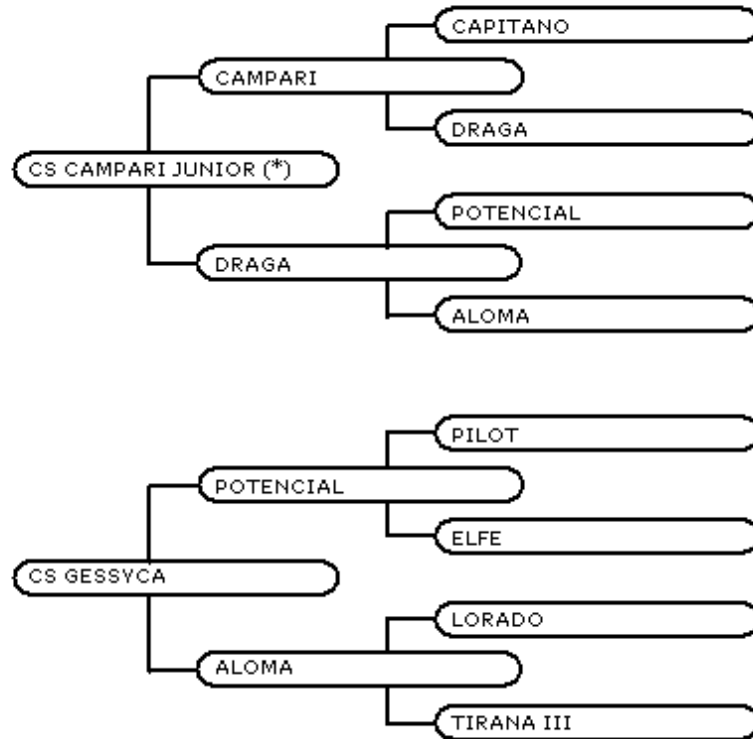 CAPITANO
CAMPARI
DRAGA
CS CAMPARI JUNIOR (*)
POTENCIAL
DRAGA
ALOMA
PILOT
POTENCIAL
ELFE
CS GESSYCA
LORADO
ALOMA
TIRANA III